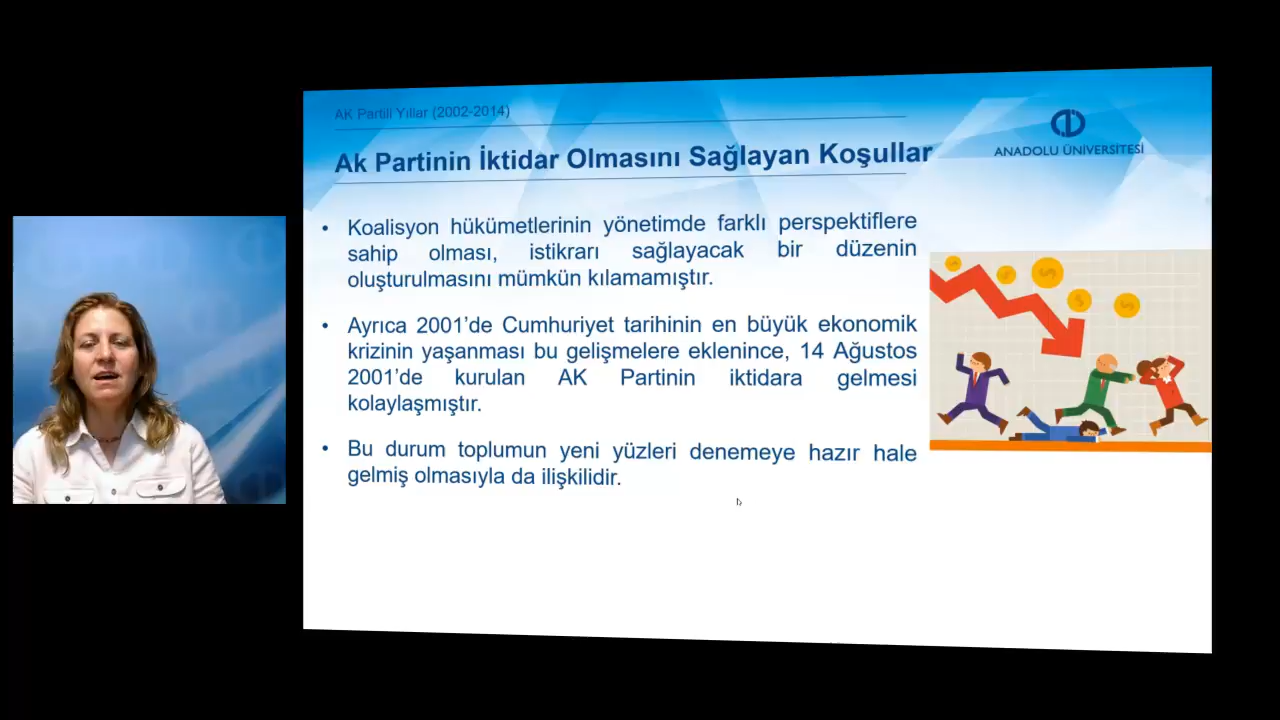 AK Partili Yıllar (2002-2014)
Ak Partinin İktidar Olmasını Sağlayan Koşullar
ANADOLU ÜNİVERSİTESİ
• Koalisyon hükümetlerinin yönetimde farklı perspektiflere
sahip olması, istikrarı sağlayacak bir düzenin
oluşturulmasını mümkün kılamamıştır.
• Ayrıca 2001'de Cumhuriyet tarihinin en büyük ekonomik
krizinin yaşanması bu gelişmelere eklenince, 14 Ağustos
2001'de kurulan AK Partinin iktidara gelmesi
kolaylaşmıştır.
• Bu durum toplumun yeni yüzleri denemeye hazır hale
gelmiş olmasıyla da ilişkilidir.